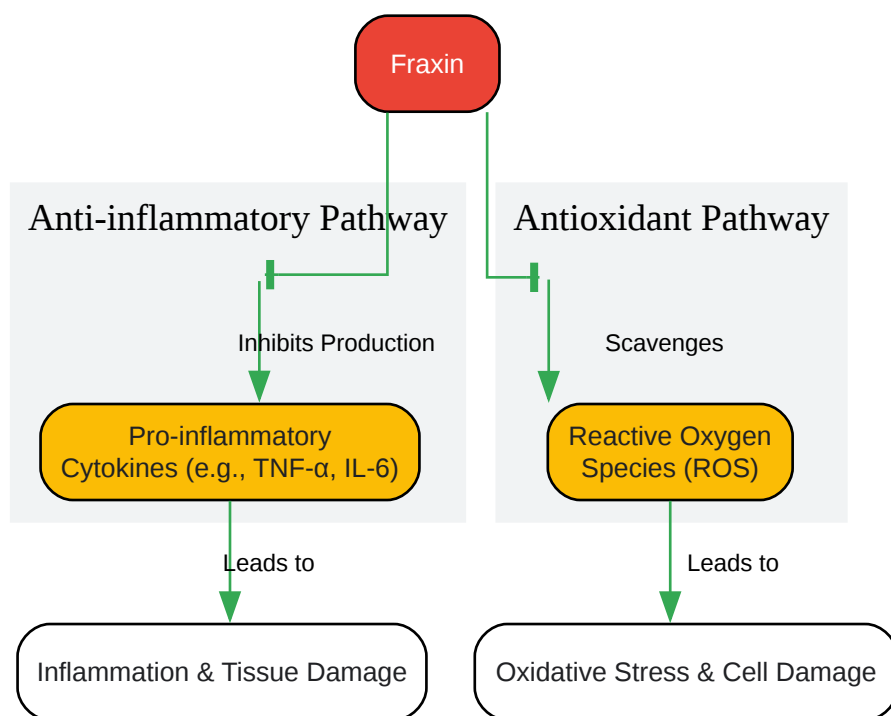 Fraxin
Anti-inflammatory Pathway
Antioxidant Pathway
Inhibits Production
Scavenges
Pro-inflammatory
Cytokines (e.g., TNF-α, IL-6)
Reactive Oxygen
Species (ROS)
Leads to
Leads to
Inflammation & Tissue Damage
Oxidative Stress & Cell Damage